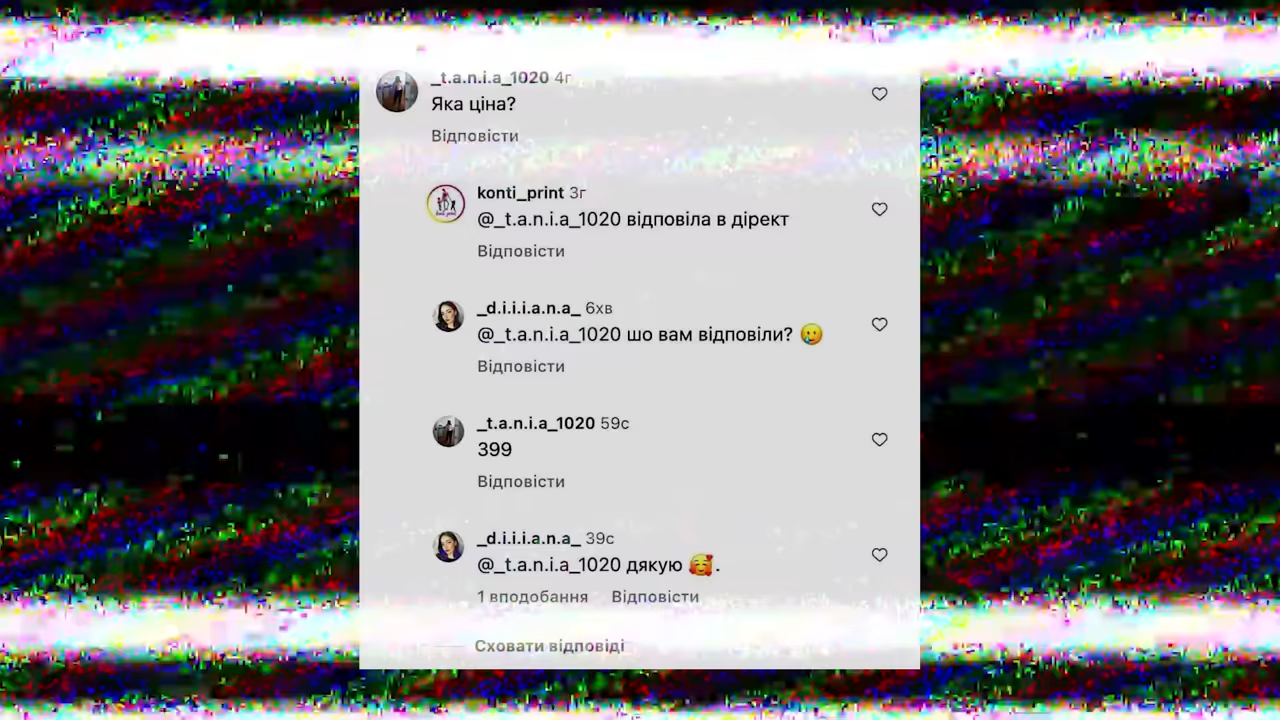 _t.a.n.i.a_1020 4г
Яка ціна?
Відповісти
konti_print 3г
@_t.a.n.i.a_1020 відповіла в дірект
Відповісти
_d.i.i.i.a.n.a_ 6хв
@_t.a.n.i.a_1020 шо вам відповіли? 🥲
Відповісти
_t.a.n.i.a_1020 59с
399
Відповісти
_d.i.i.i.a.n.a_ 39с
@_t.a.n.i.a_1020 дякую 🥰.
1 вподобання Відповісти
Сховати відповіді